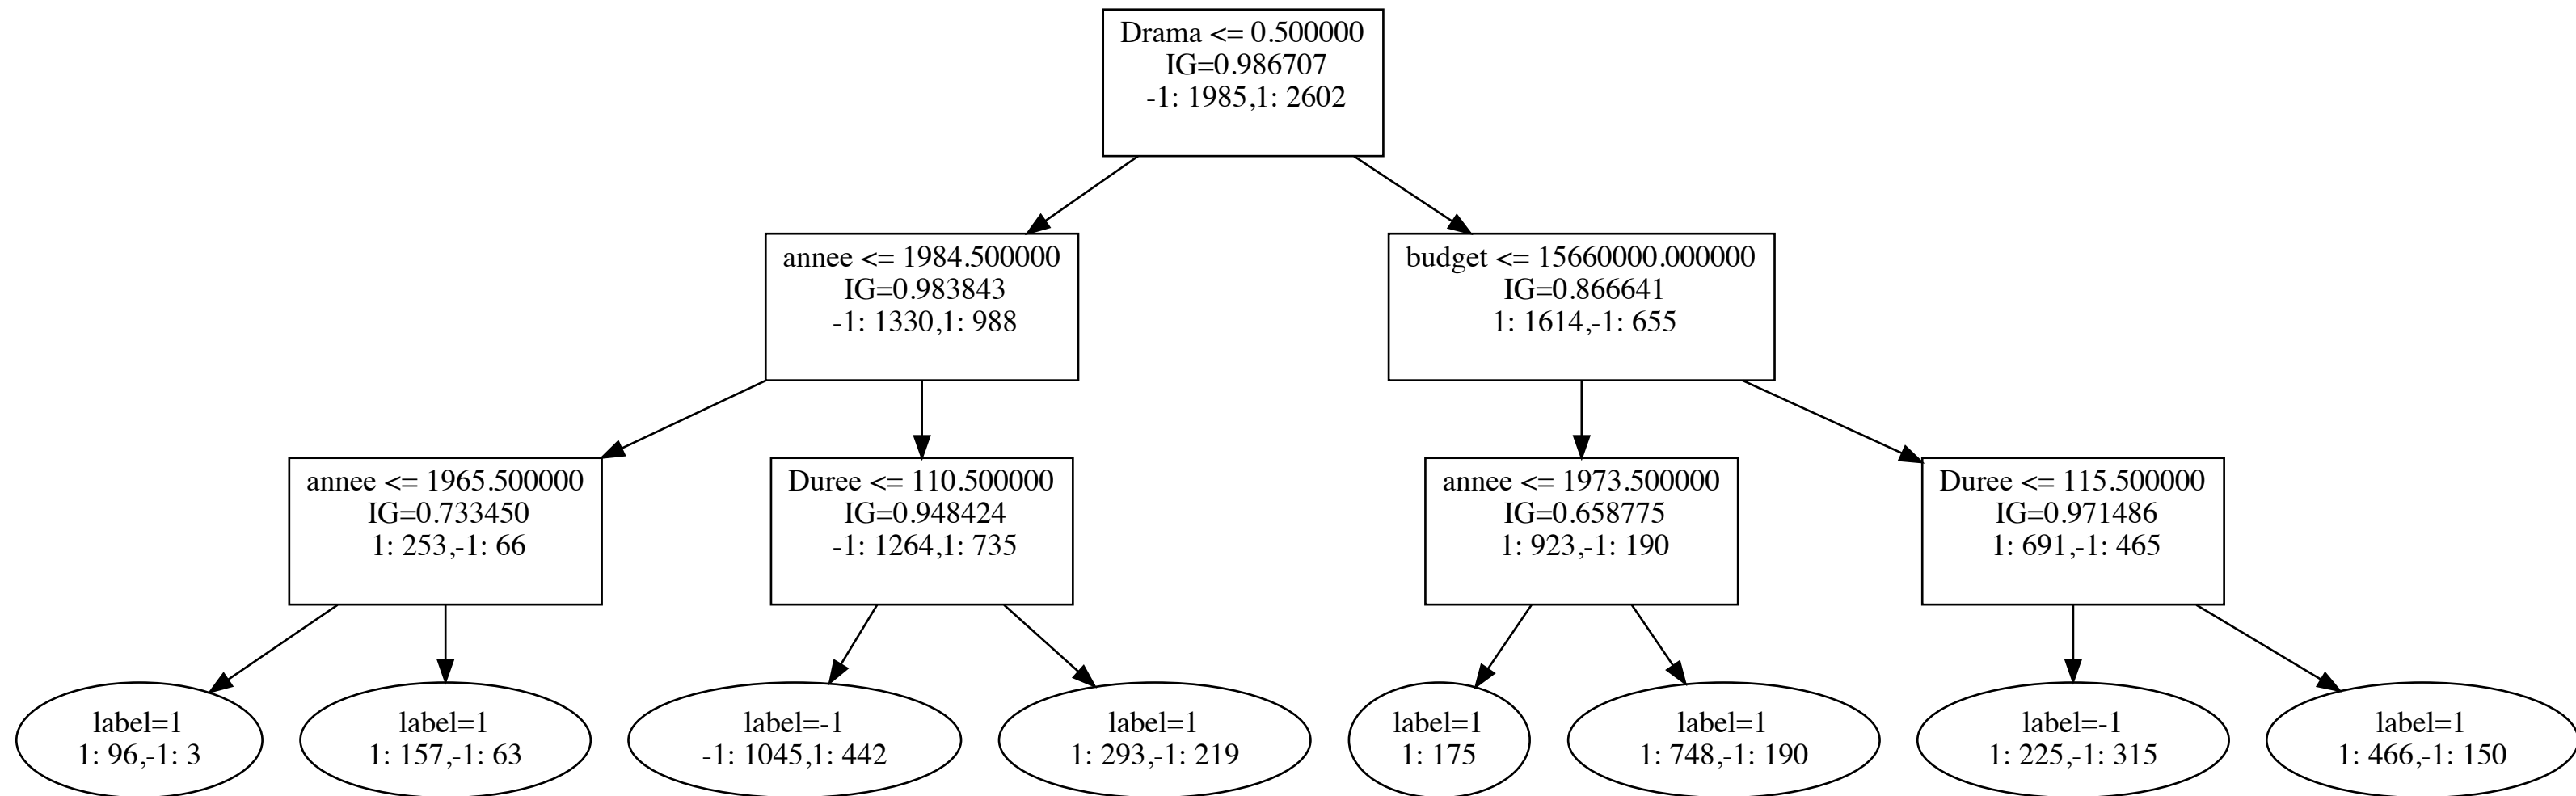 Drama <= 0.500000
IG=0.986707
-1: 1985,1: 2602
annee <= 1984.500000
IG=0.983843
-1: 1330,1: 988
budget <= 15660000.000000
IG=0.866641
1: 1614,-1: 655
annee <= 1965.500000
IG=0.733450
1: 253,-1: 66
Duree <= 110.500000
IG=0.948424
-1: 1264,1: 735
annee <= 1973.500000
IG=0.658775
1: 923,-1: 190
Duree <= 115.500000
IG=0.971486
1: 691,-1: 465
label=1
1: 96,-1: 3
label=1
1: 157,-1: 63
label=-1
-1: 1045,1: 442
label=1
1: 293,-1: 219
label=1
1: 175
label=1
1: 748,-1: 190
label=-1
1: 225,-1: 315
label=1
1: 466,-1: 150